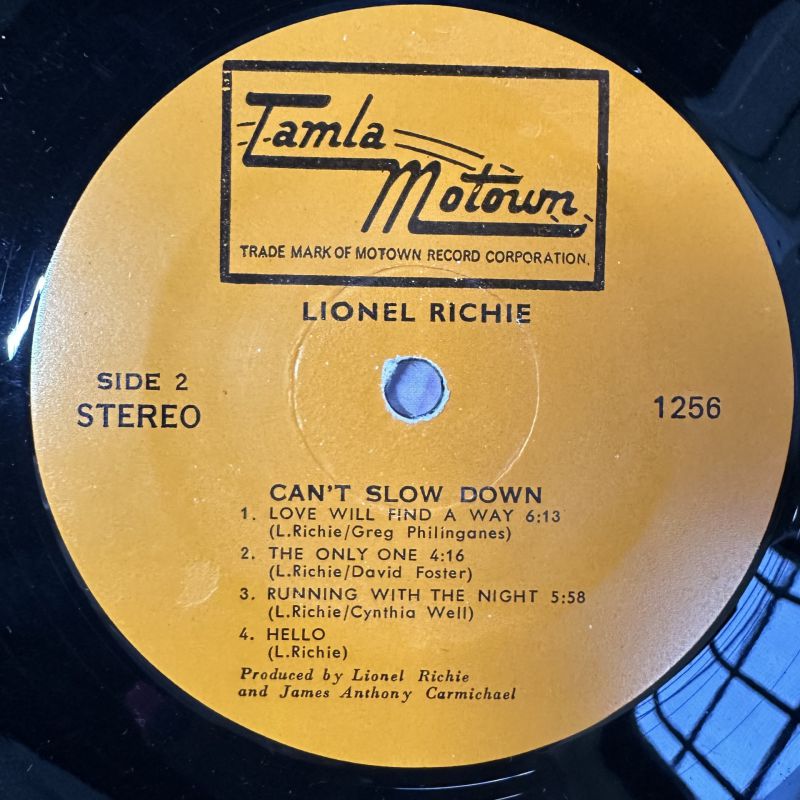 Tamla
Motown
TRADE MARK OF MOTOWN RECORD CORPORATION.
LIONEL RICHIE
SIDE 2
STEREO
1256
CAN'T SLOW DOWN
1. LOVE WILL FIND A WAY 6:13
(L.Richie/Greg Philinganes)
2. THE ONLY ONE 4:16
(L.Richie/David Foster)
3. RUNNING WITH THE NIGHT 5:58
(L.Richie/Cynthia Well)
4. HELLO
(L.Richie)
Produced by Lionel Richie
and James Anthony Carmichael